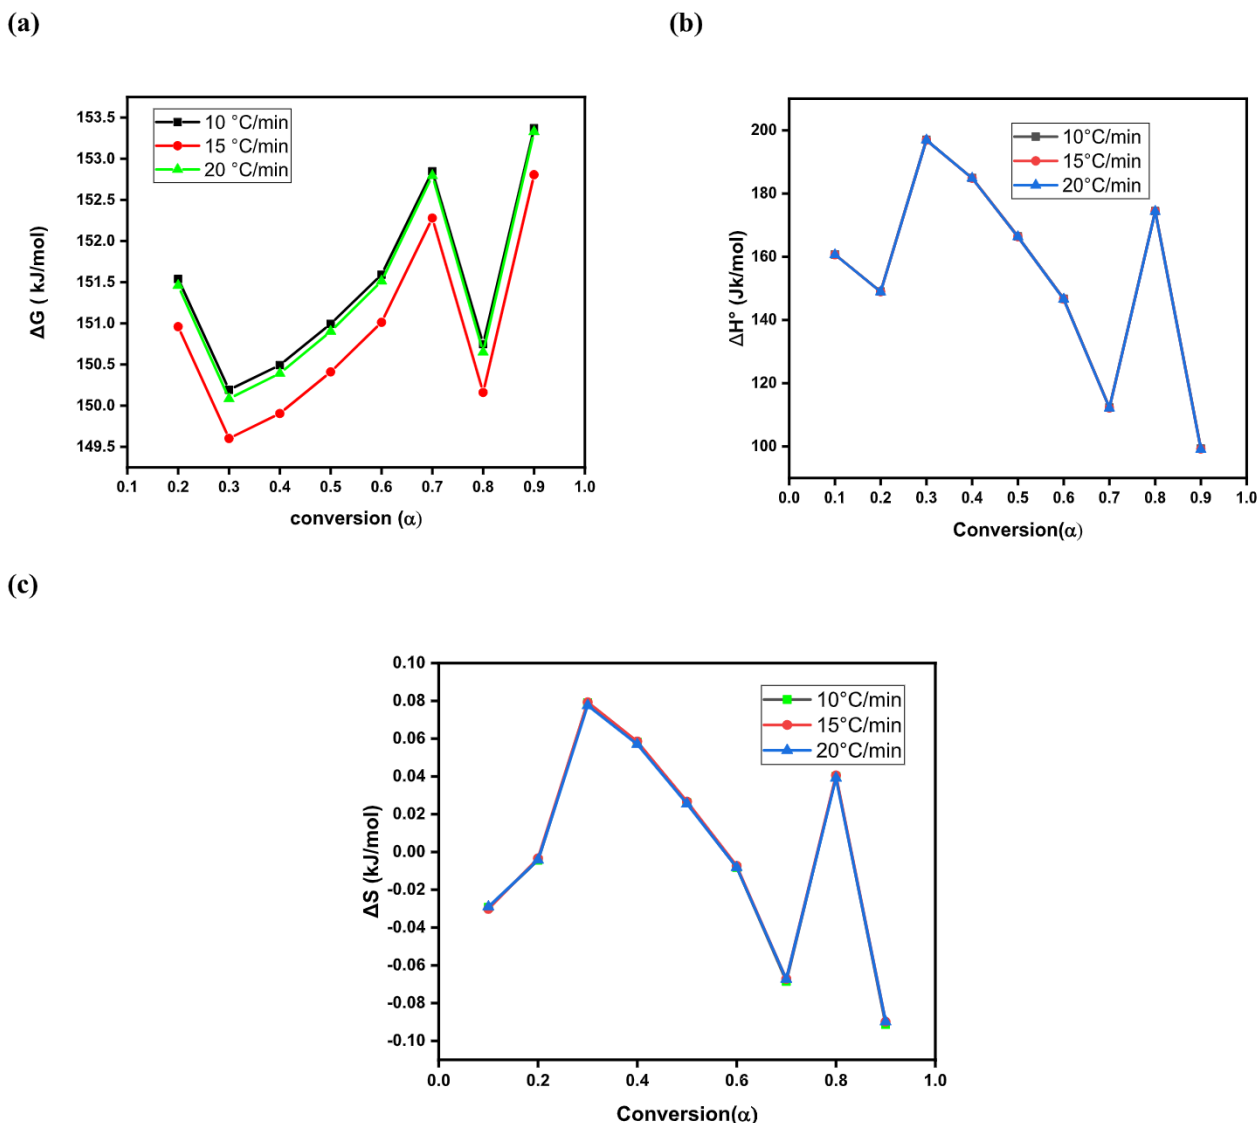 (a)
ΔG ( kJ/mol)
153.5
153.0
152.5
152.0
151.5
151.0
150.5
150.0
149.5
10 °C/min
15 °C/min
20 °C/min
0.1 0.2 0.3 0.4 0.5 0.6 0.7 0.8 0.9 1.0
conversion (α)
(b)
ΔH° (Jk/mol)
200
180
160
140
120
100
10°C/min
15°C/min
20°C/min
0.0 0.1 0.2 0.3 0.4 0.5 0.6 0.7 0.8 0.9 1.0
Conversion(α)
(c)
ΔS (kJ/mol)
0.10
0.08
0.06
0.04
0.02
0.00
-0.02
-0.04
-0.06
-0.08
-0.10
10°C/min
15°C/min
20°C/min
0.0 0.2 0.4 0.6 0.8 1.0
Conversion(α)